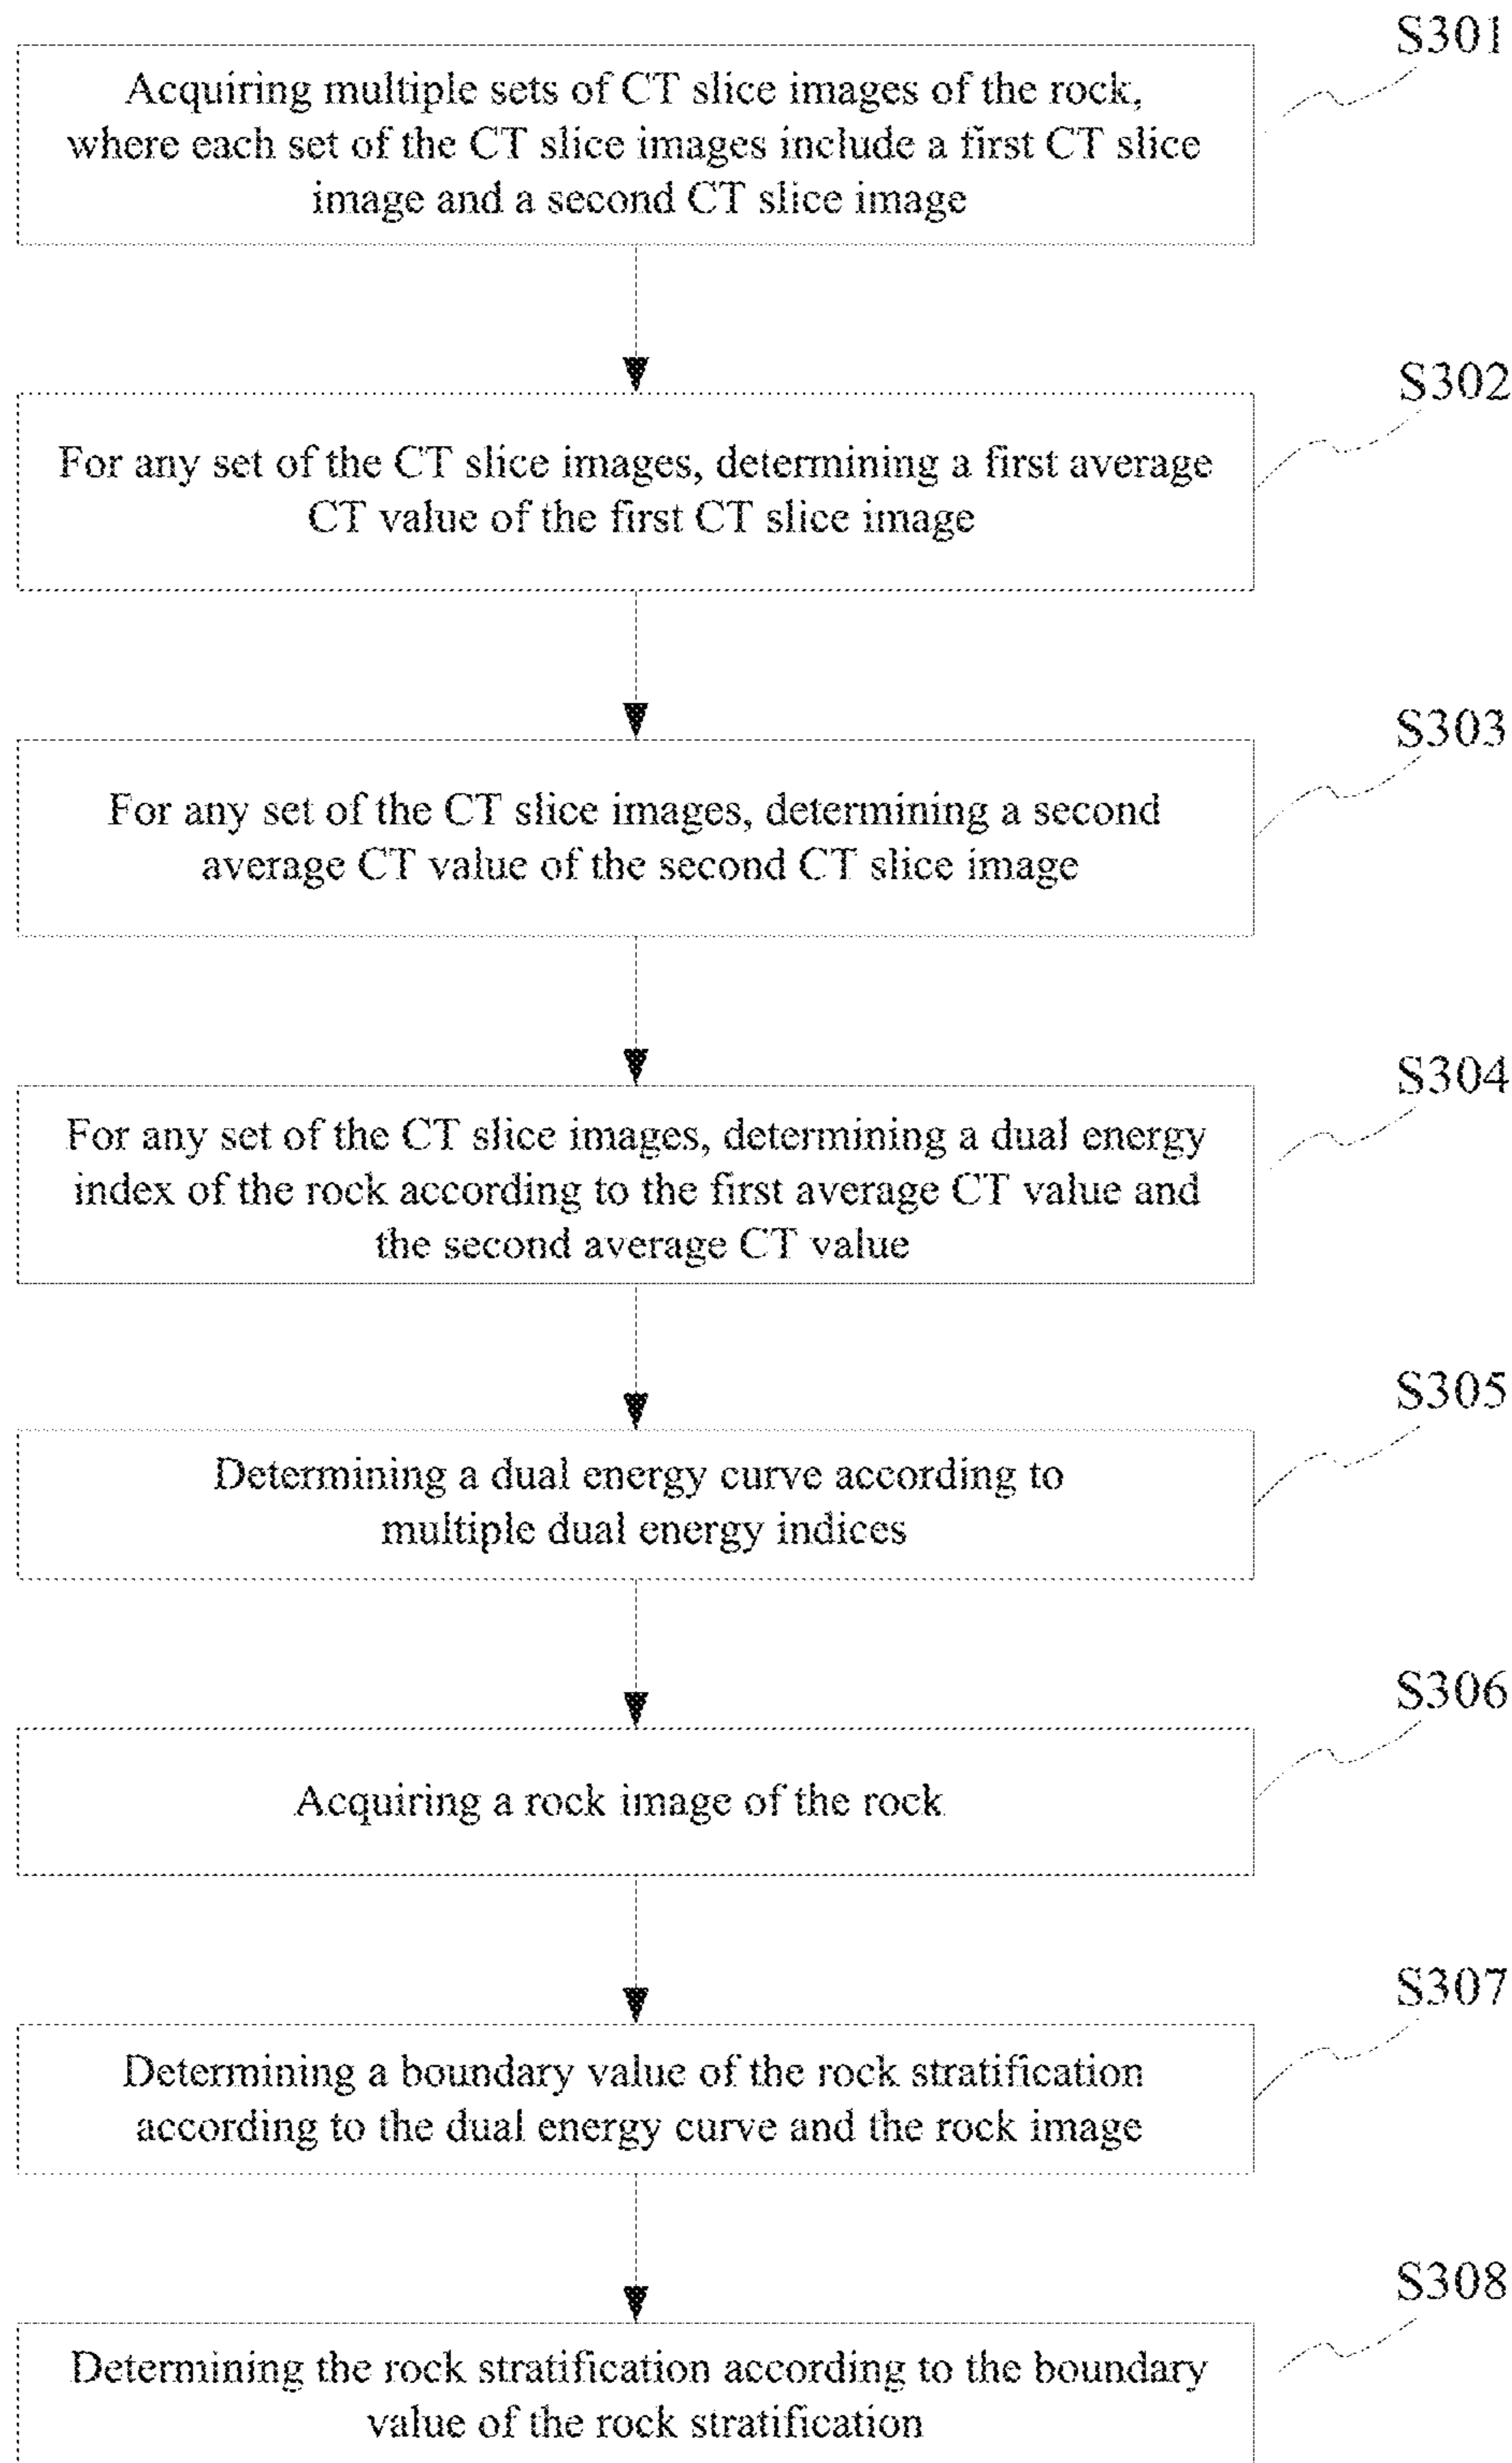 S301
Acquiring multiple sets of CT slice images of the rock,
where each set of the CT slice images include a first CT slice
image and a second CT slice image
S302
For any set of the CT slice images, determining a first average
CT value of the first CT slice image
S303
For any set of the CT slice images, determining a second
average CT value of the second CT slice image
S304
For any set of the CT slice images, determining a dual energy
index of the rock according to the first average CT value and
the second average CT value
S305
Determining a dual energy curve according to
multiple dual energy indices
S306
Acquiring a rock image of the rock
S307
Determining a boundary value of the rock stratification
according to the dual energy curve and the rock image
S308
Determining the rock stratification according to the boundary
value of the rock stratification